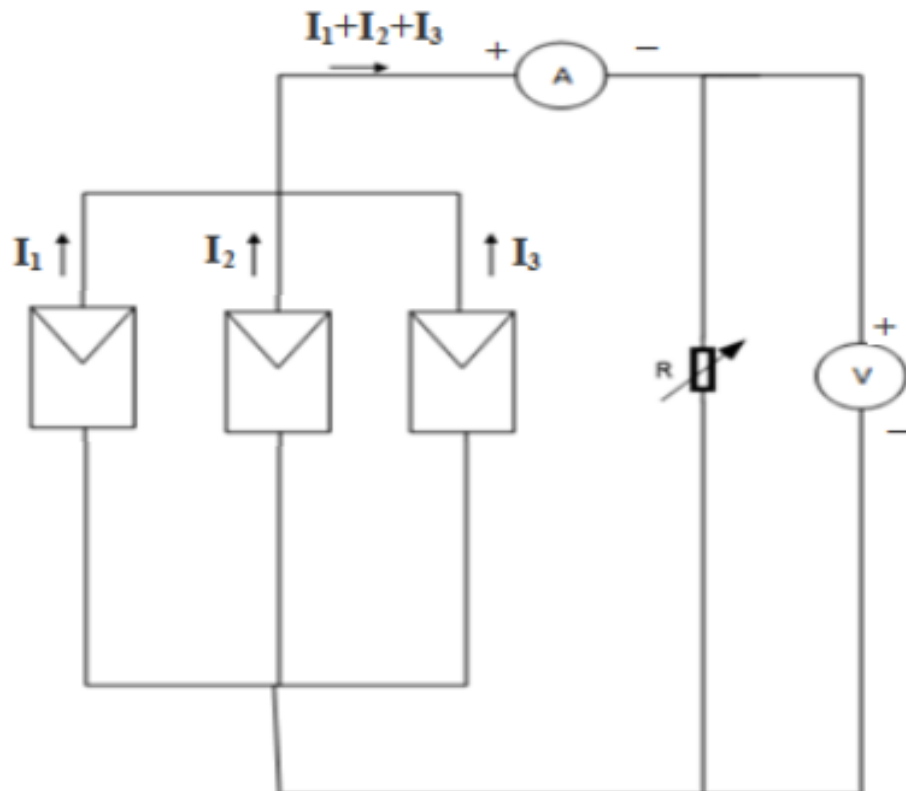 I₁+I₂+I₃
+ A −
I₁ I₂ I₃
+
R V
−